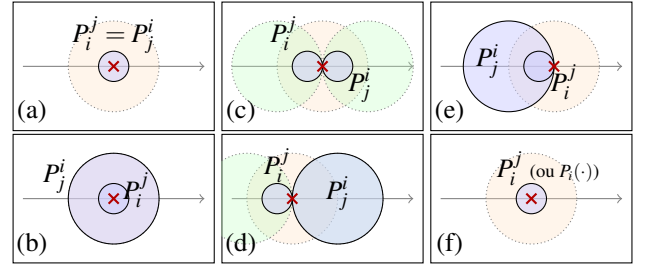 P_i^j = P_j^i
(a)
P_i^j
P_j^i
(c)
P_j^i
P_i^j
(e)
P_j^i
P_i^j
(b)
P_i^j
P_j^i
(d)
P_i^j (ou P_i(·))
(f)